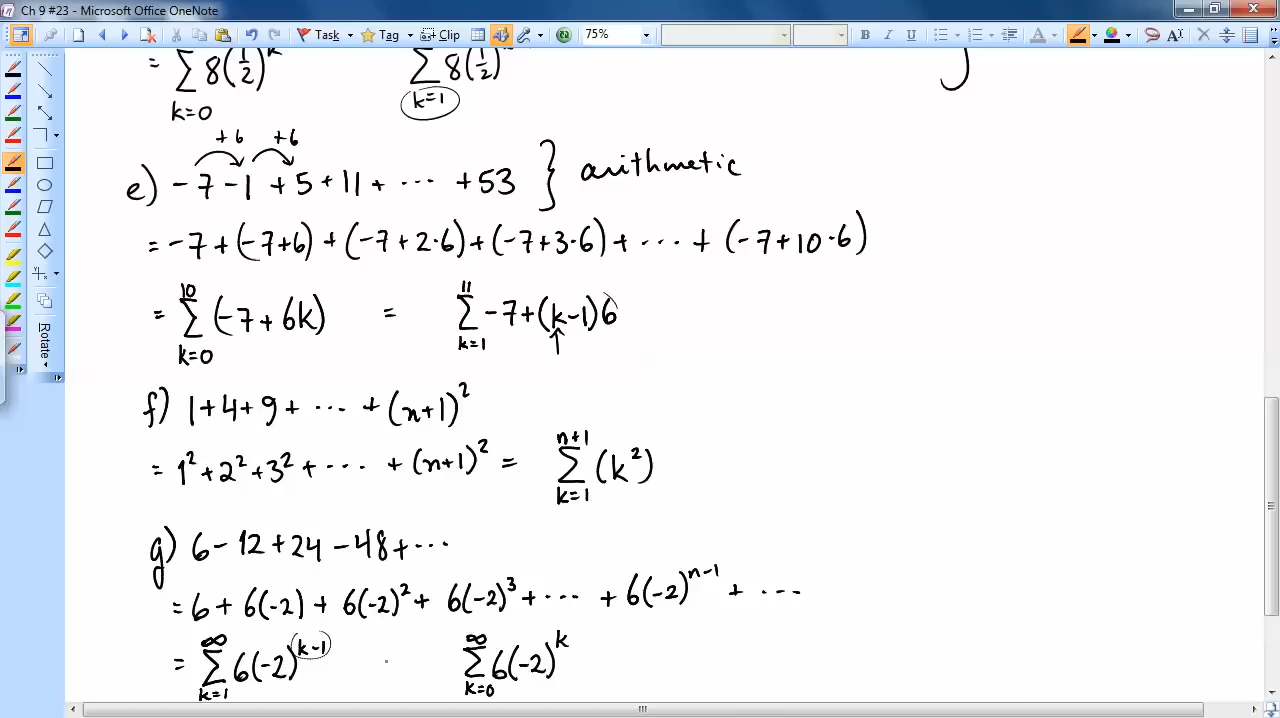 Ch 9 #23 - Microsoft Office OneNote
Task Tag Clip 75% B I U A
= ∑ 8(1/2)^k k=0 ∑ 8(1/2) k=1
+6 +6
e) -7 -1 +5 +11 + ··· +53 } arithmetic
= -7 + (-7+6) + (-7+2·6) + (-7+3·6) + ··· + (-7+10·6)
= ∑_{k=0}^{10} (-7+6k) = ∑_{k=1}^{11} -7+(k-1)6
f) 1+4+9+ ··· + (n+1)^2
= 1^2+2^2+3^2+ ··· + (n+1)^2 = ∑_{k=1}^{n+1} (k^2)
g) 6-12+24-48+···
= 6 + 6(-2) + 6(-2)^2 + 6(-2)^3 + ··· + 6(-2)^{n-1} + ···
= ∑_{k=1}^{∞} 6(-2)^{(k-1)} ∑_{k=0}^{∞} 6(-2)^k
Rotate